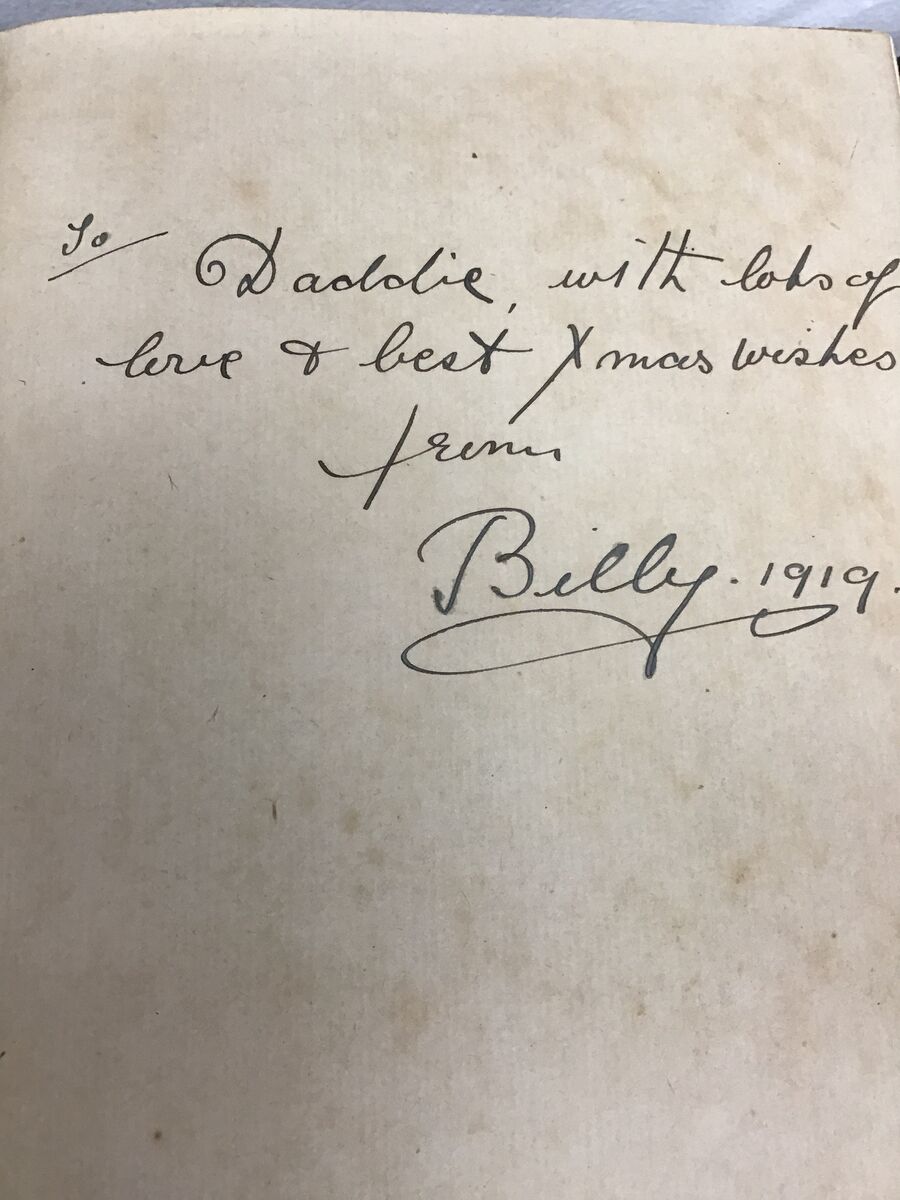 To
Daddie, with lots of
love & best Xmas wishes
from
Billy. 1919.